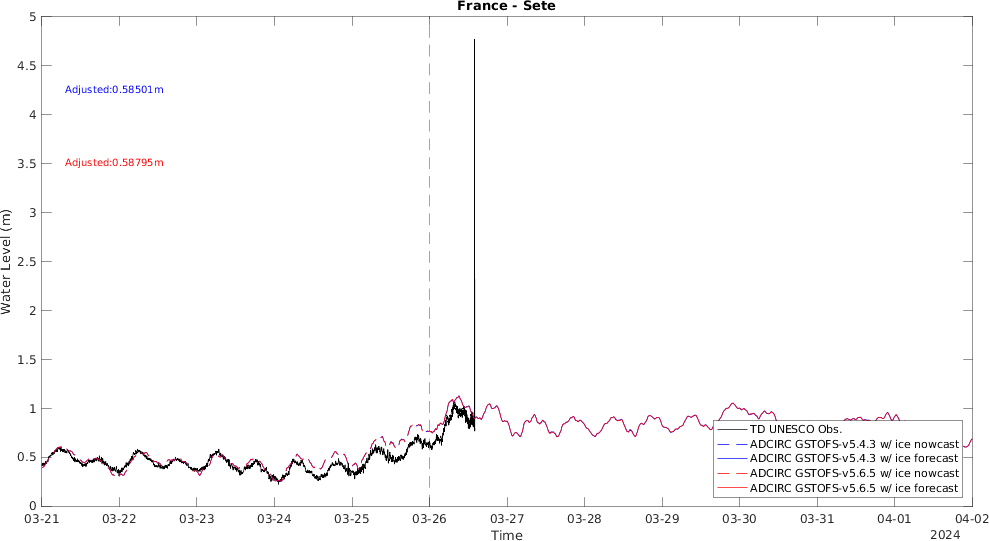 France - Sete
5
4.5
4
3.5
3
2.5
2
1.5
1
0.5
0
Water Level (m)
Adjusted:0.58501m
Adjusted:0.58795m
TD UNESCO Obs.
ADCIRC GSTOFS-v5.4.3 w/ ice nowcast
ADCIRC GSTOFS-v5.4.3 w/ ice forecast
ADCIRC GSTOFS-v5.6.5 w/ ice nowcast
ADCIRC GSTOFS-v5.6.5 w/ ice forecast
03-21 03-22 03-23 03-24 03-25 03-26 03-27 03-28 03-29 03-30 03-31 04-01 04-02
Time
2024